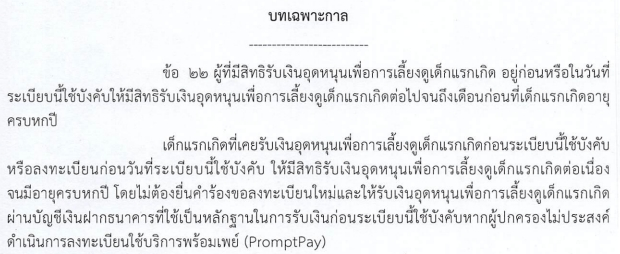 บทเฉพาะกาล
---------------------------
ข้อ ๒๒ ผู้ที่มีสิทธิรับเงินอุดหนุนเพื่อการเลี้ยงดูเด็กแรกเกิด อยู่ก่อนหรือในวันที่
ระเบียบนี้ใช้บังคับให้มีสิทธิรับเงินอุดหนุนเพื่อการเลี้ยงดูเด็กแรกเกิดต่อไปจนถึงเดือนก่อนที่เด็กแรกเกิดอายุ
ครบหกปี
เด็กแรกเกิดที่เคยรับเงินอุดหนุนเพื่อการเลี้ยงดูเด็กแรกเกิดก่อนระเบียบนี้ใช้บังคับ
หรือลงทะเบียนก่อนวันที่ระเบียบนี้ใช้บังคับ ให้มีสิทธิรับเงินอุดหนุนเพื่อการเลี้ยงดูเด็กแรกเกิดต่อเนื่อง
จนมีอายุครบหกปี โดยไม่ต้องยื่นคำร้องขอลงทะเบียนใหม่และให้รับเงินอุดหนุนเพื่อการเลี้ยงดูเด็กแรกเกิด
ผ่านบัญชีเงินฝากธนาคารที่ใช้เป็นหลักฐานในการรับเงินก่อนระเบียบนี้ใช้บังคับหากผู้ปกครองไม่ประสงค์
ดำเนินการลงทะเบียนใช้บริการพร้อมเพย์ (PromptPay)